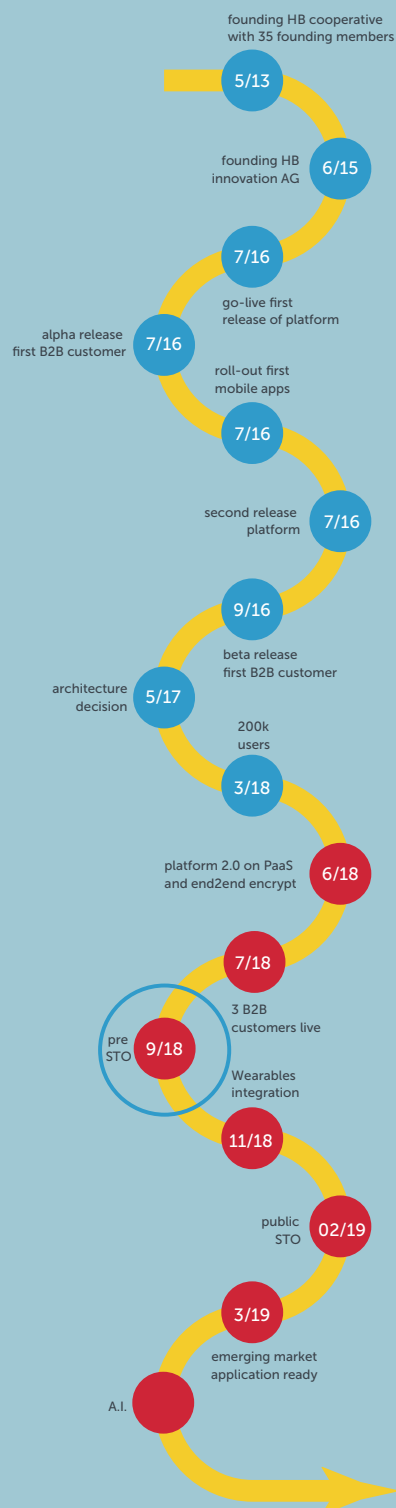 founding HB cooperative
with 35 founding members
5/13
founding HB
innovation AG
6/15
7/16
go-live first
release of platform
alpha release
first B2B customer
7/16
roll-out first
mobile apps
7/16
second release
platform
7/16
9/16
beta release
first B2B customer
architecture
decision
5/17
200k
users
3/18
platform 2.0 on PaaS
and end2end encrypt
6/18
7/18
3 B2B
customers live
pre
STO
9/18
Wearables
integration
11/18
public
STO
02/19
3/19
emerging market
application ready
A.I.